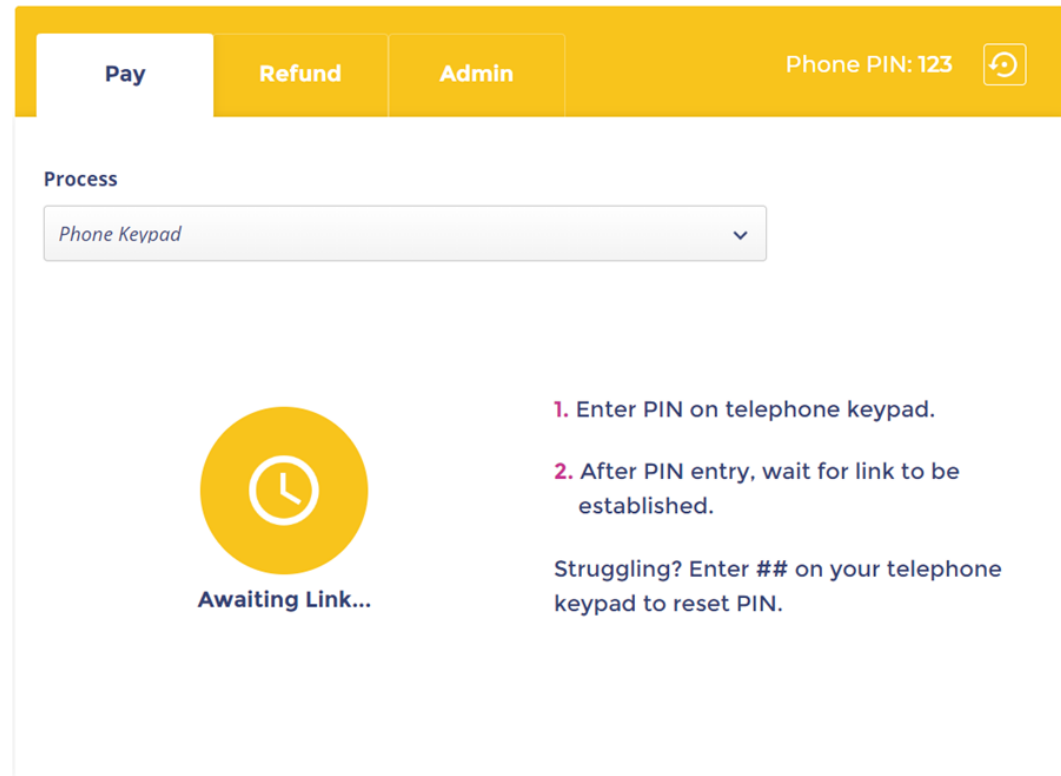 Pay
Refund
Admin
Phone PIN: 123
Process
Phone Keypad
1. Enter PIN on telephone keypad.
2. After PIN entry, wait for link to be
established.
Struggling? Enter ## on your telephone
keypad to reset PIN.
Awaiting Link...